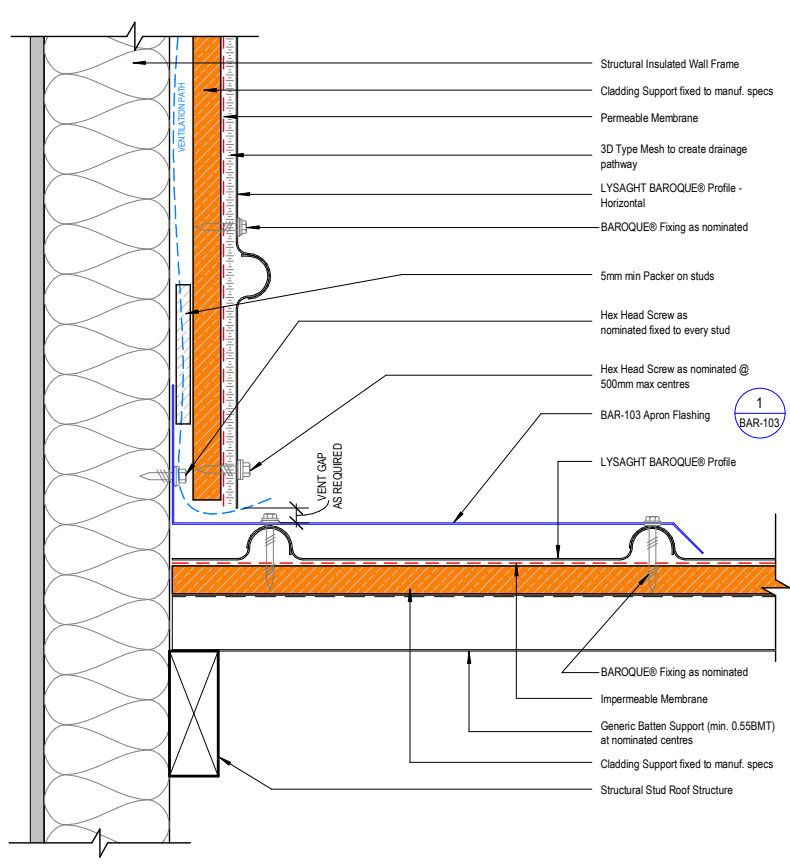 Structural Insulated Wall Frame
Cladding Support fixed to manuf. specs
VENTILATION PATH
Permeable Membrane
3D Type Mesh to create drainage
pathway
LYSAGHT BAROQUE® Profile -
Horizontal
BAROQUE® Fixing as nominated
5mm min Packer on studs
Hex Head Screw as
nominated fixed to every stud
Hex Head Screw as nominated @
500mm max centres
BAR-103 Apron Flashing
1
BAR-103
LYSAGHT BAROQUE® Profile
VENT GAP
AS REQUIRED
BAROQUE® Fixing as nominated
Impermeable Membrane
Generic Batten Support (min. 0.55BMT)
at nominated centres
Cladding Support fixed to manuf. specs
Structural Stud Roof Structure